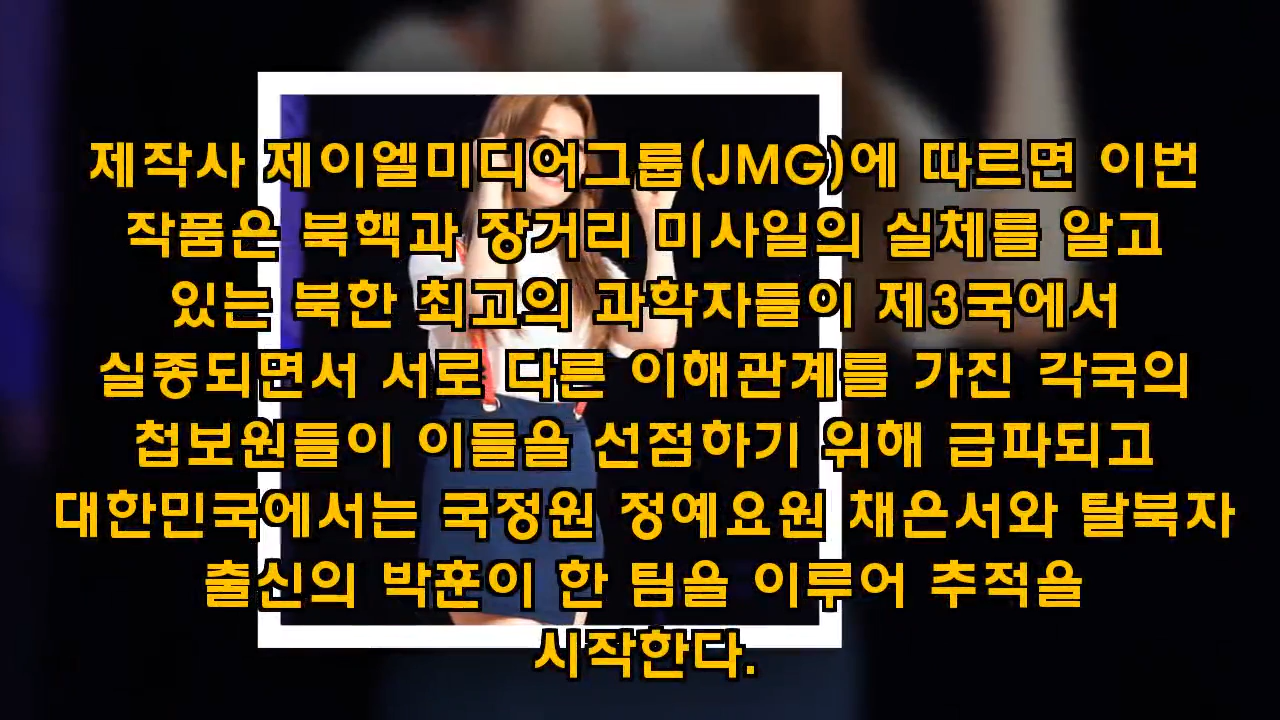 제작사 제이엘미디어그룹(JMG)에 따르면 이번
작품은 북핵과 장거리 미사일의 실체를 알고
있는 북한 최고의 과학자들이 제3국에서
실종되면서 서로 다른 이해관계를 가진 각국의
첩보원들이 이들을 선점하기 위해 급파되고
대한민국에서는 국정원 정예요원 채은서와 탈북자
출신의 박훈이 한 팀을 이루어 추적을
시작한다.